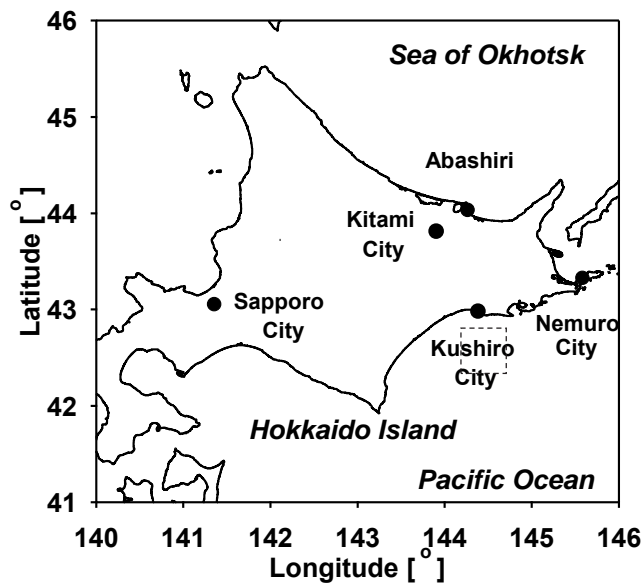 46
Sea of Okhotsk
45
Abashiri
44
Kitami
City
Latitude [ o ]
43
Sapporo
City
Nemuro
City
Kushiro
City
42
Hokkaido Island
Pacific Ocean
41
140 141 142 143 144 145 146
Longitude [ o ]